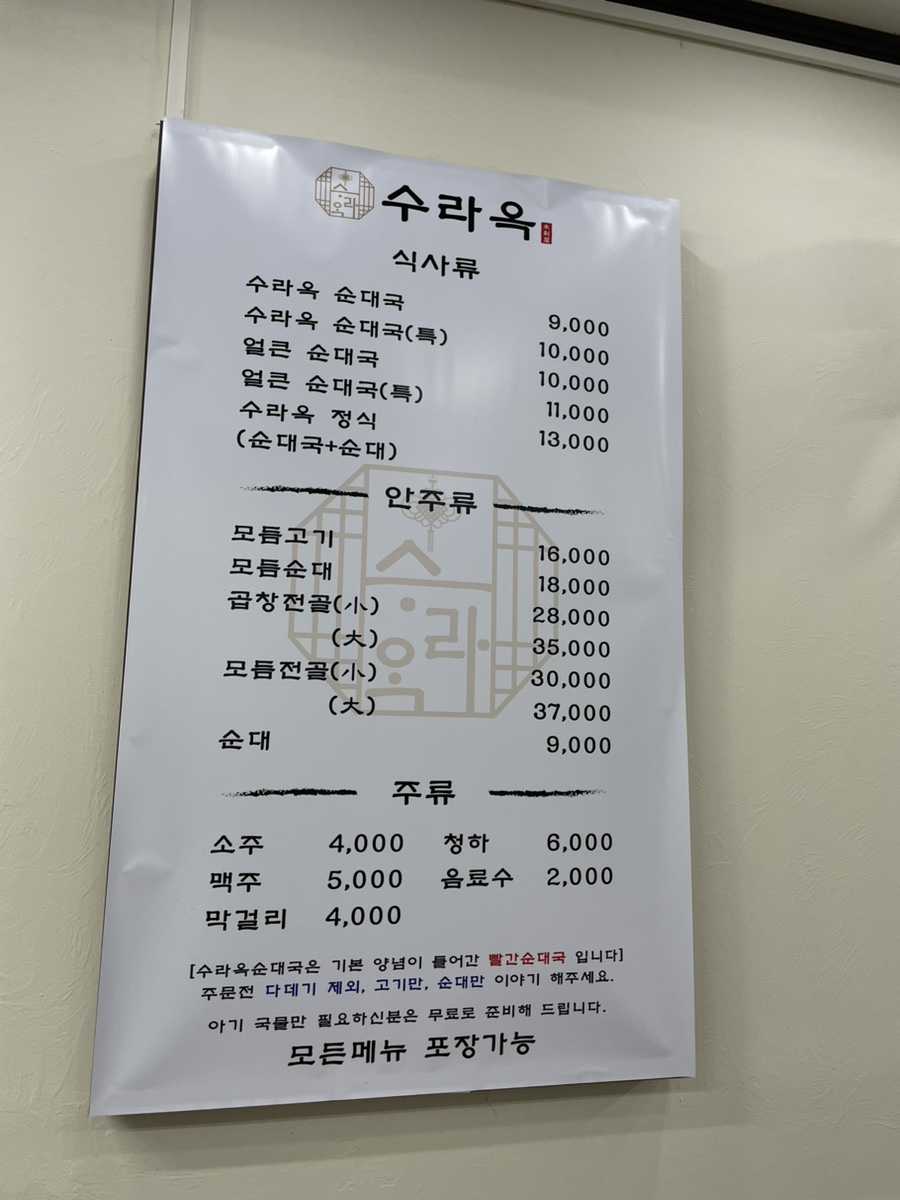 수라옥
식사류
수라옥 순대국 9,000
수라옥 순대국(특) 10,000
얼큰 순대국 10,000
얼큰 순대국(특) 11,000
수라옥 정식 13,000
(순대국+순대)
안주류
모듬고기 16,000
모듬순대 18,000
곱창전골(小) 28,000
(大) 35,000
모듬전골(小) 30,000
(大) 37,000
순대 9,000
수라옥
주류
소주 4,000 청하 6,000
맥주 5,000 음료수 2,000
막걸리 4,000
[수라옥순대국은 기본 양념이 들어간 빨간순대국 입니다]
주문전 다데기 제외, 고기만, 순대만 이야기 해주세요.
아기 국물만 필요하신분은 무료로 준비해 드립니다.
모든메뉴 포장가능